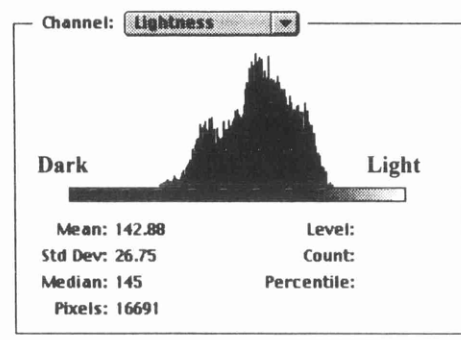 Channel: Lightness
Dark Light
Mean: 142.88 Level:
Std Dev: 26.75 Count:
Median: 145 Percentile:
Pixels: 16691